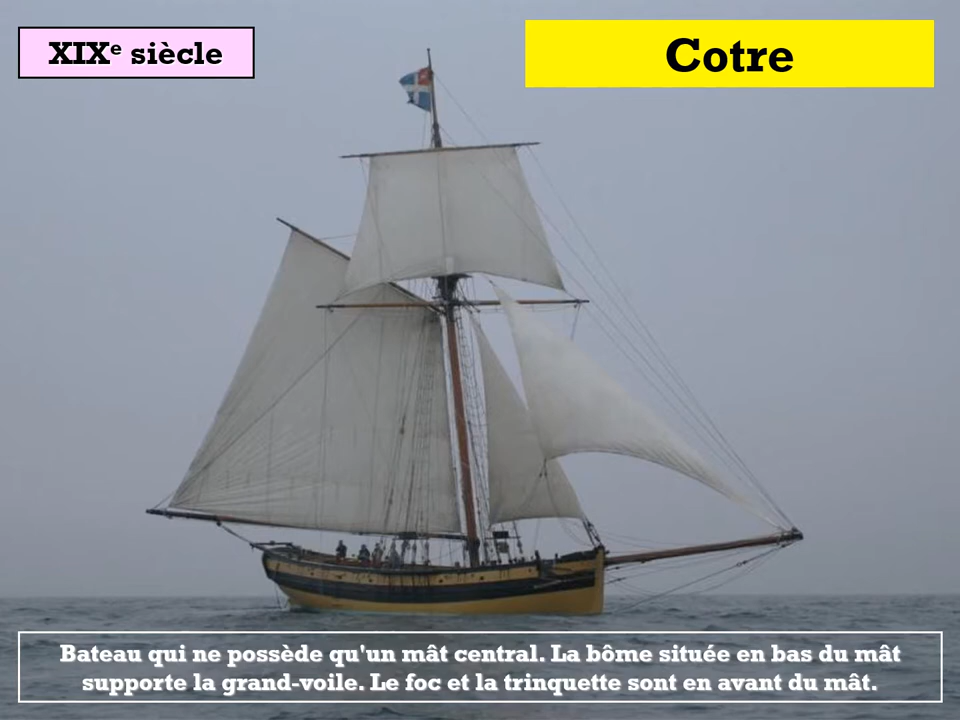 XIXe siècle
Cotre
Bateau qui ne possède qu'un mât central. La bôme située en bas du mât
supporte la grand-voile. Le foc et la trinquette sont en avant du mât.